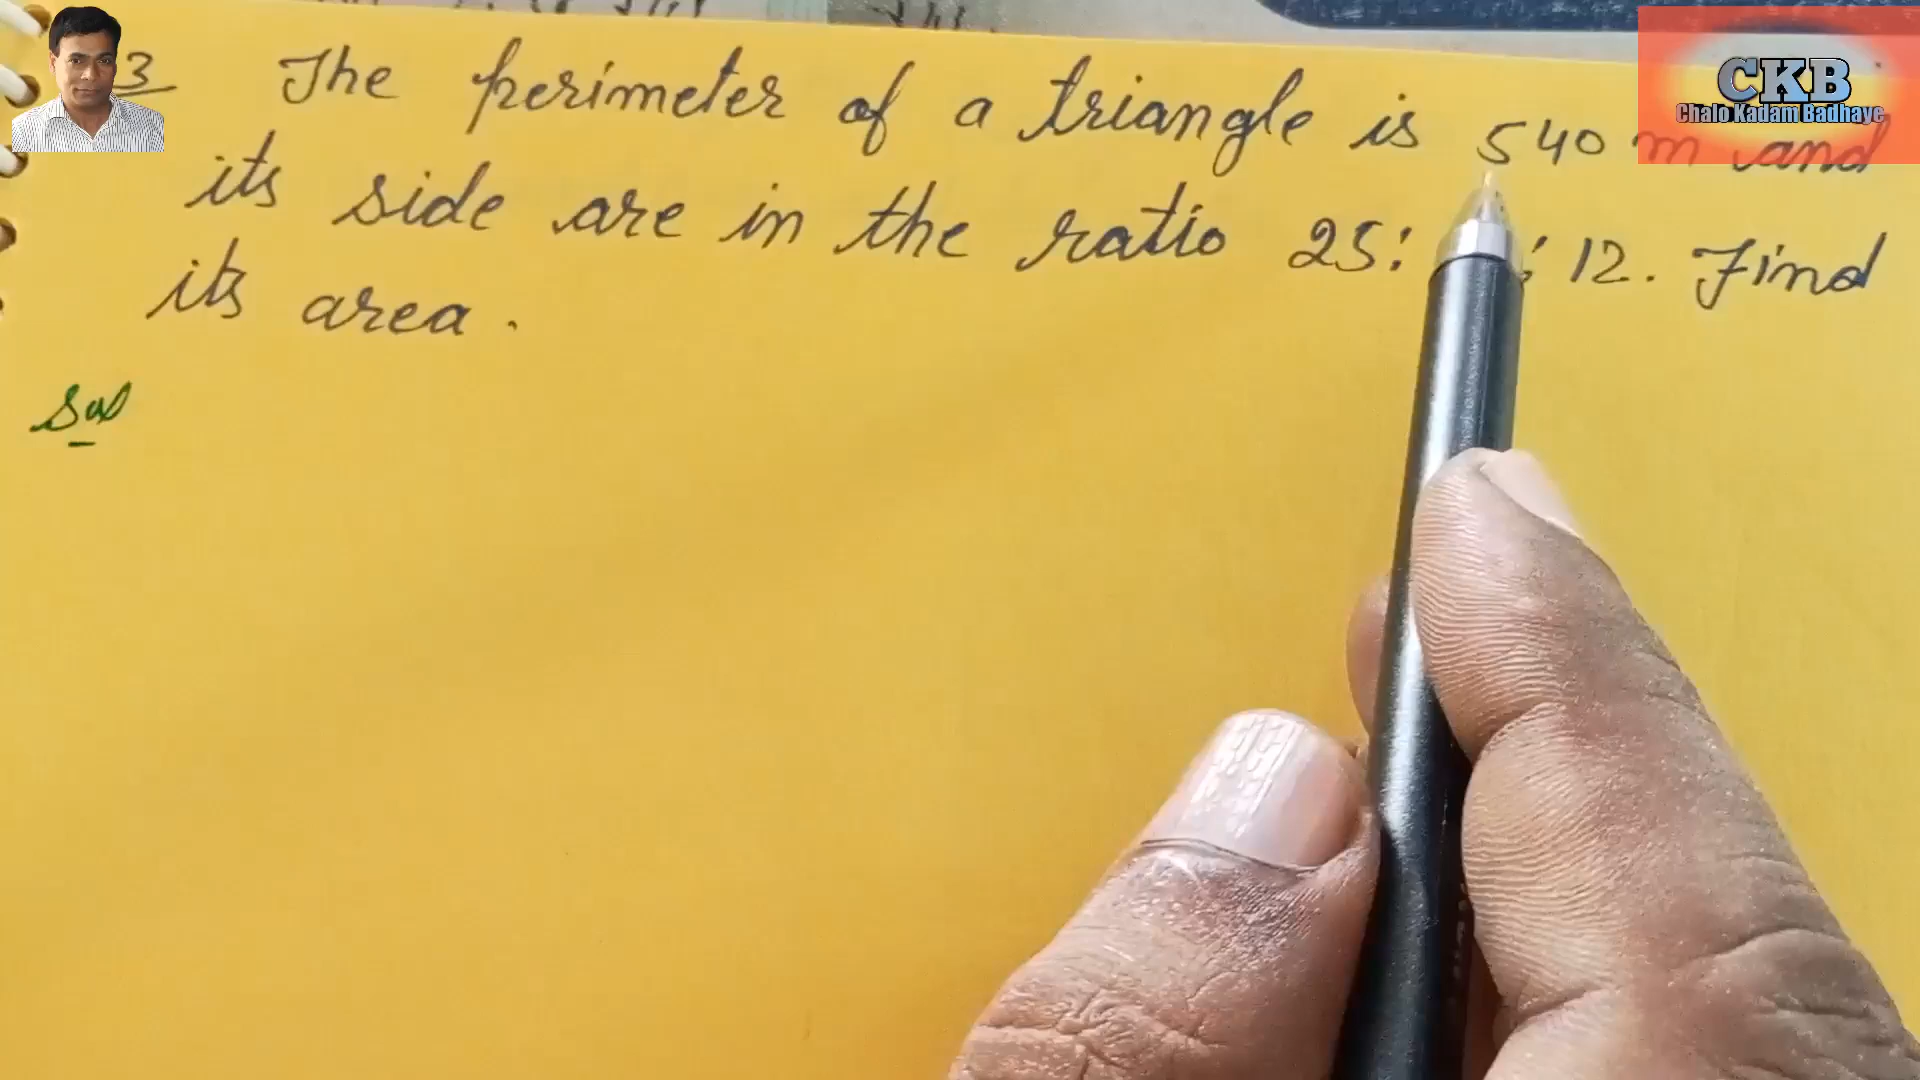 3 The perimeter of a triangle is 540 m and
its side are in the ratio 25: : 12. Find
its area.
Sol
CKB
Chalo Kadam Badhaye